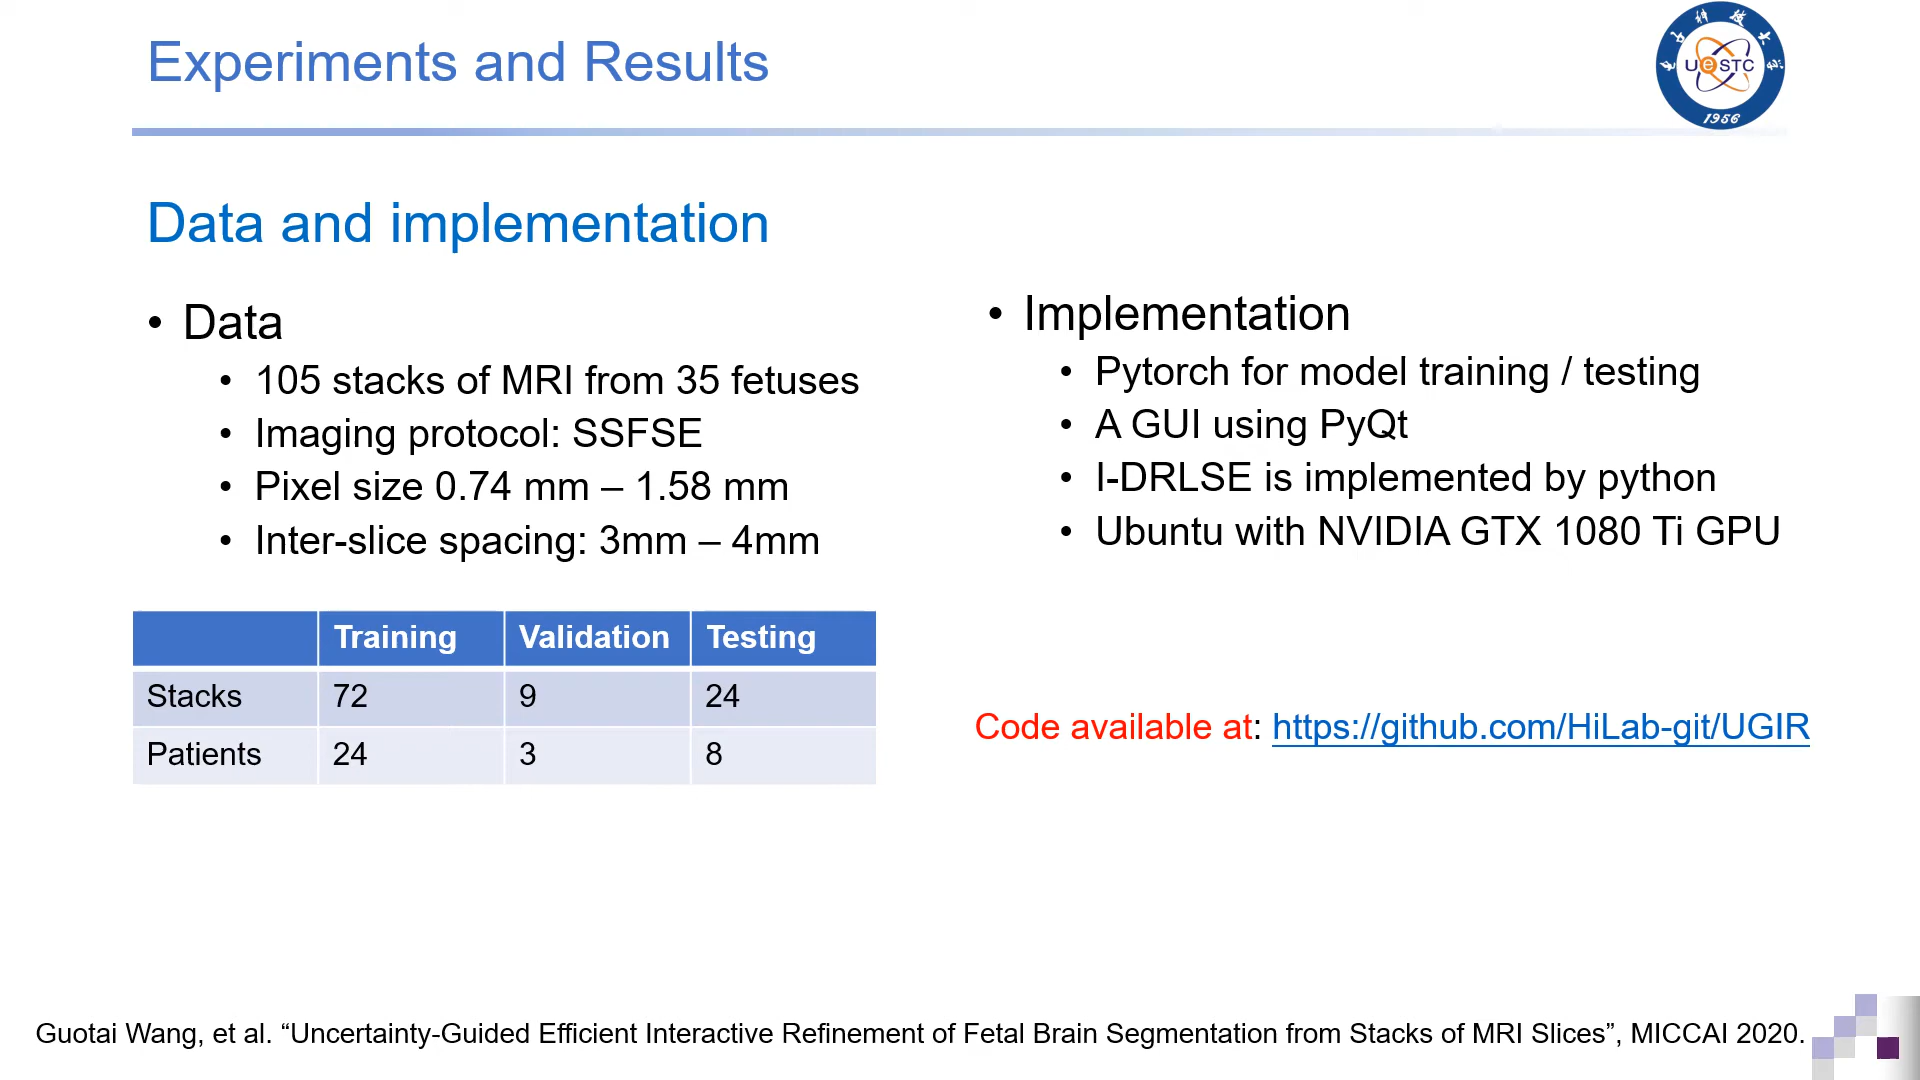 Experiments and Results
UeSTC
1956
Data and implementation
• Data
• 105 stacks of MRI from 35 fetuses
• Imaging protocol: SSFSE
• Pixel size 0.74 mm – 1.58 mm
• Inter-slice spacing: 3mm – 4mm
Training Validation Testing
Stacks 72 9 24
Patients 24 3 8
• Implementation
• Pytorch for model training / testing
• A GUI using PyQt
• I-DRLSE is implemented by python
• Ubuntu with NVIDIA GTX 1080 Ti GPU
Code available at: https://github.com/HiLab-git/UGIR
Guotai Wang, et al. “Uncertainty-Guided Efficient Interactive Refinement of Fetal Brain Segmentation from Stacks of MRI Slices”, MICCAI 2020.